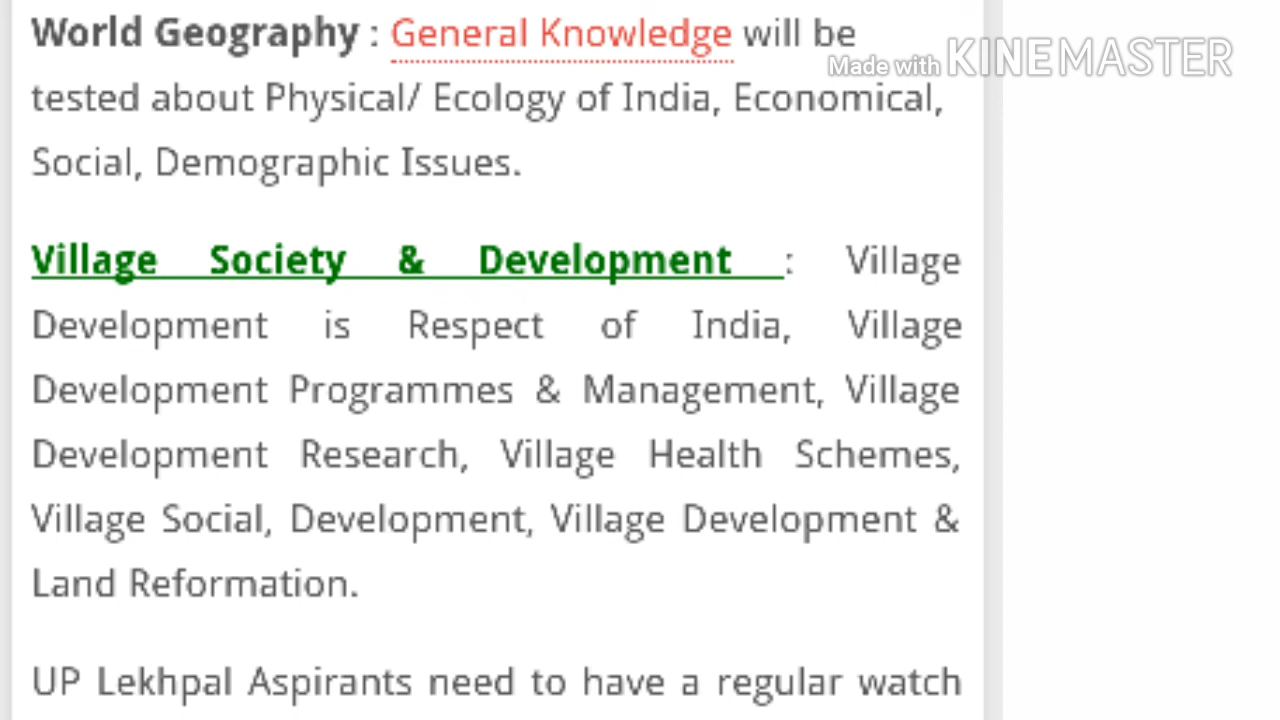 World Geography : General Knowledge will be
Made with KINEMASTER
tested about Physical/ Ecology of India, Economical,
Social, Demographic Issues.
Village Society & Development : Village
Development is Respect of India, Village
Development Programmes & Management, Village
Development Research, Village Health Schemes,
Village Social, Development, Village Development &
Land Reformation.
UP Lekhpal Aspirants need to have a regular watch